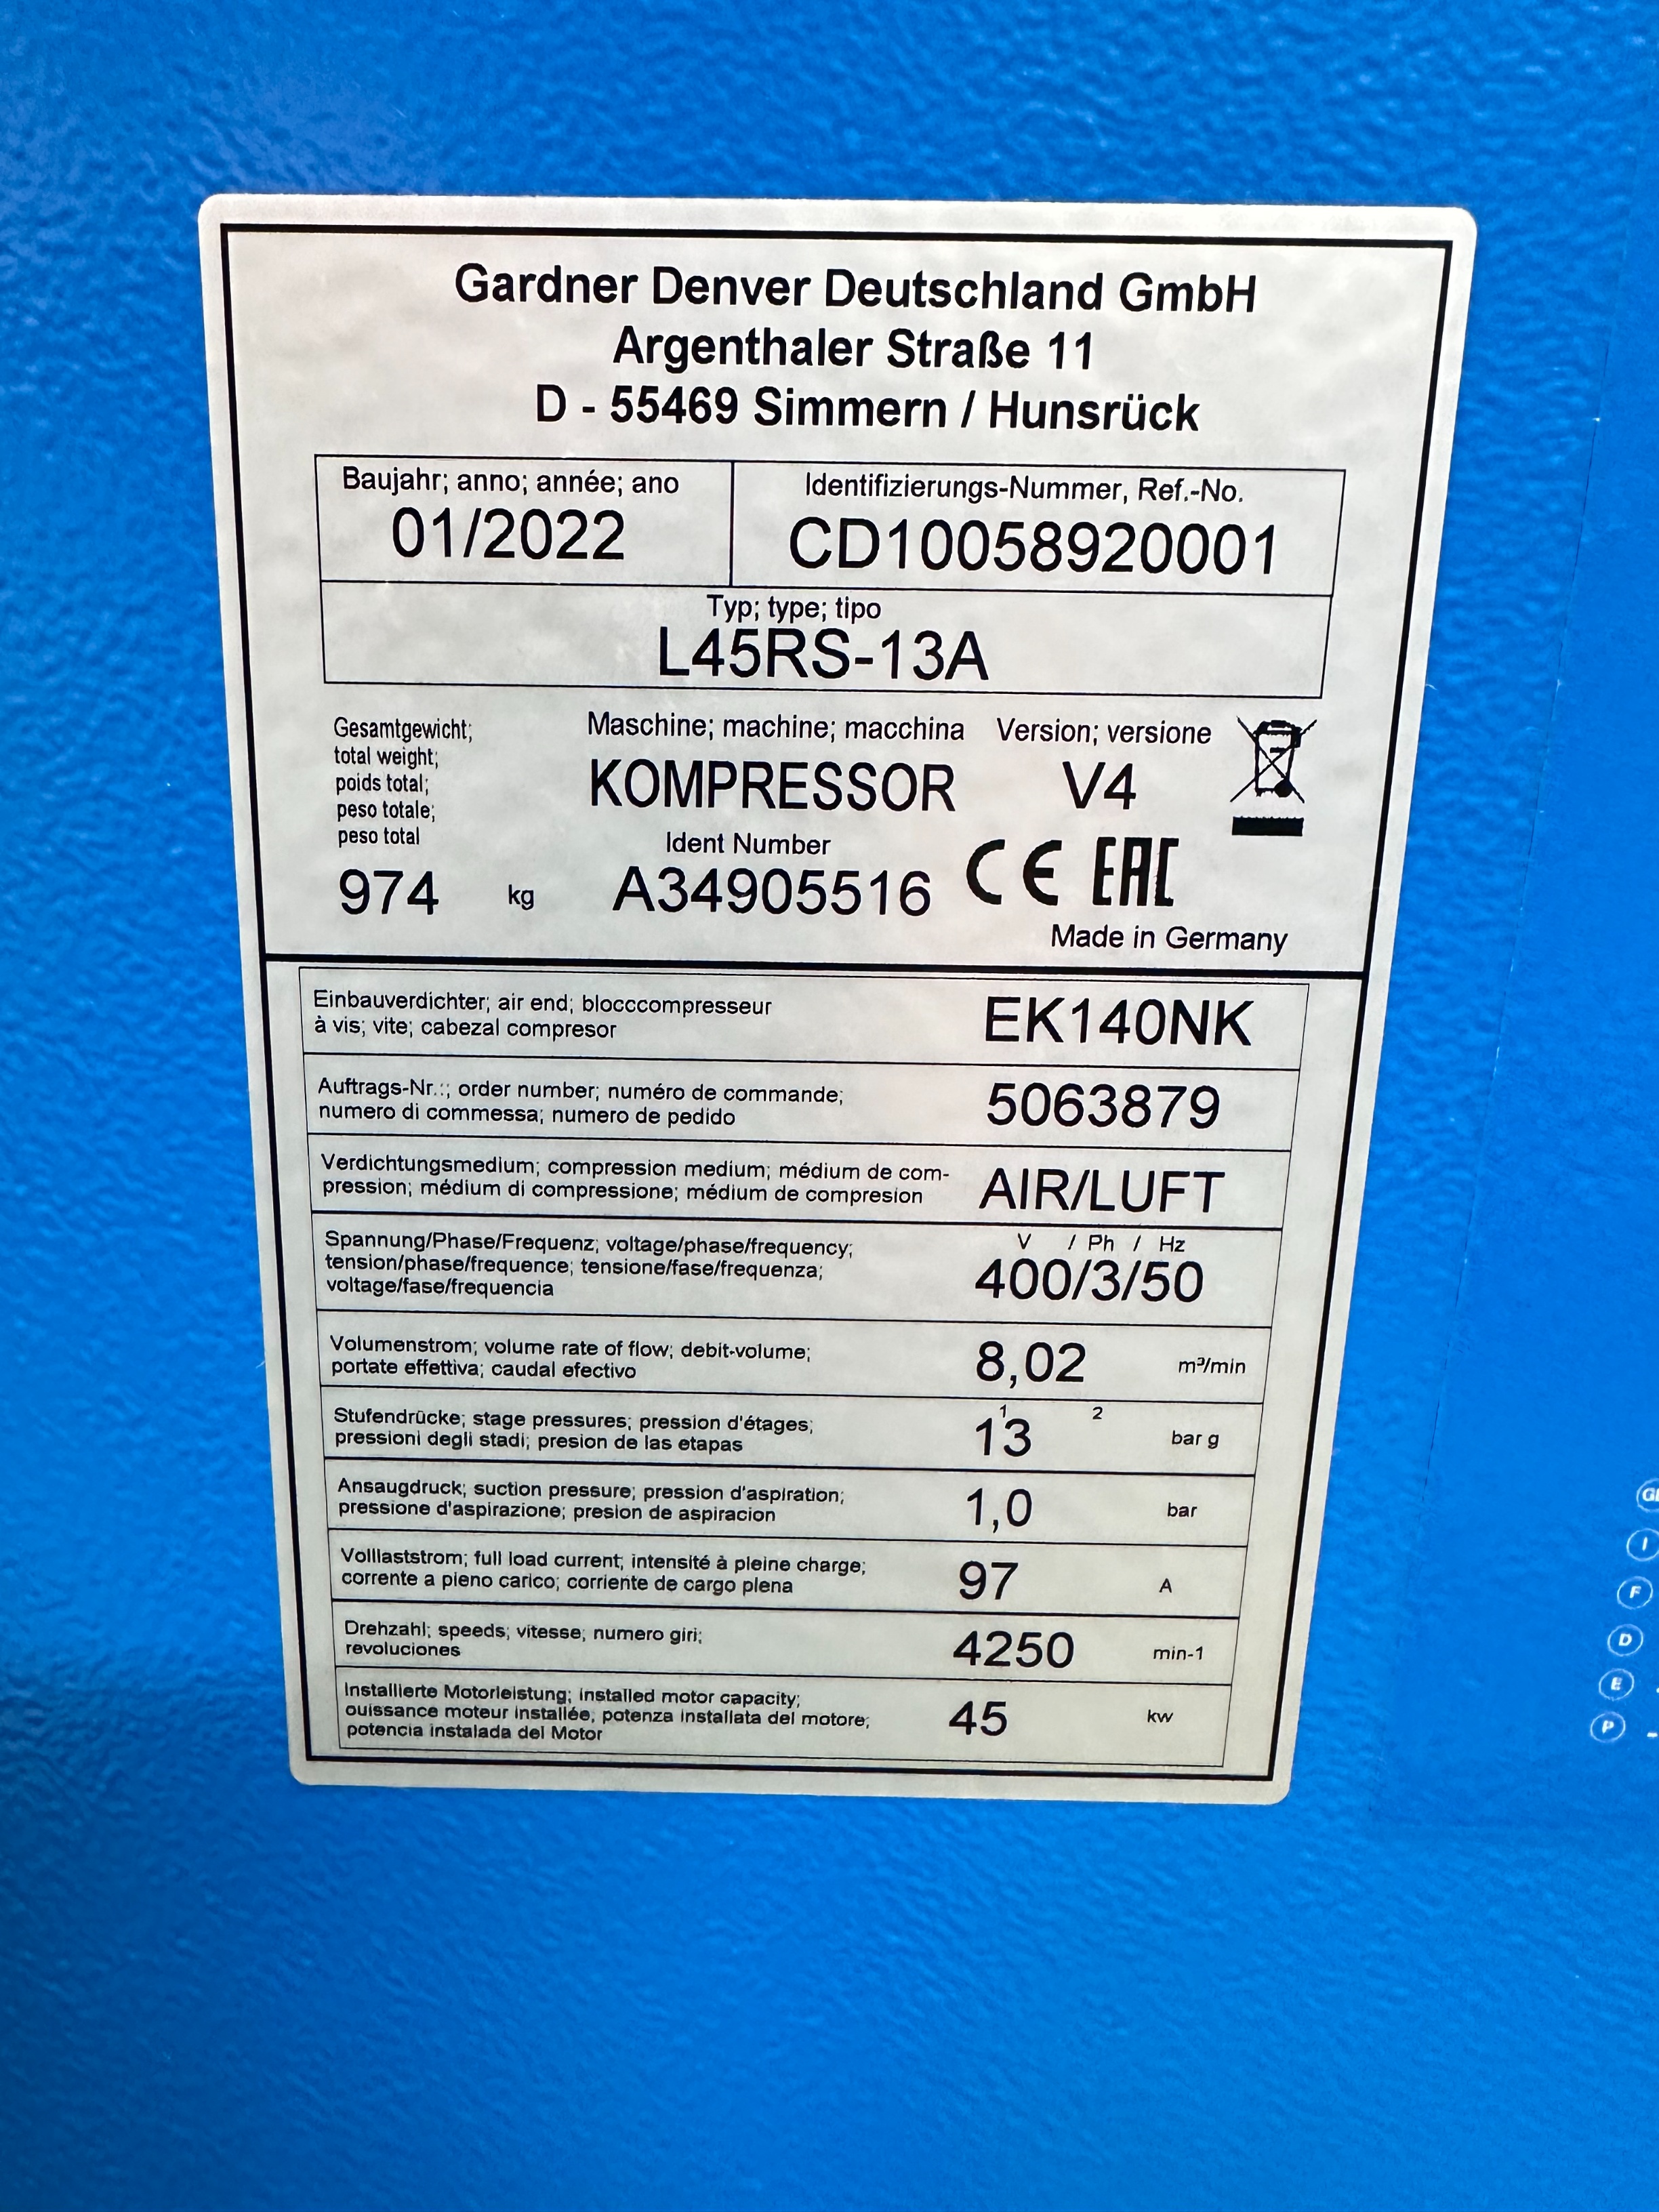 Gardner Denver Deutschland GmbH
Argenthaler Straße 11
D - 55469 Simmern / Hunsrück
Baujahr; anno; année; ano
01/2022
Identifizierungs-Nummer, Ref.-No.
CD10058920001
Typ; type; tipo
L45RS-13A
Gesamtgewicht;
total weight;
poids total;
peso totale;
peso total
974 kg
Maschine; machine; macchina
KOMPRESSOR
Version; versione
V4
Ident Number
A34905516
CE EAC
Made in Germany
Einbauverdichter; air end; blocccompresseur
à vis; vite; cabezal compresor
EK140NK
Auftrags-Nr.:; order number; numéro de commande;
numero di commessa; numero de pedido
5063879
Verdichtungsmedium; compression medium; médium de com-
pression; médium di compressione; médium de compresion
AIR/LUFT
Spannung/Phase/Frequenz; voltage/phase/frequency;
tension/phase/frequence; tensione/fase/frequenza;
voltage/fase/frequencia
V / Ph / Hz
400/3/50
Volumenstrom; volume rate of flow; debit-volume;
portate effettiva; caudal efectivo
8,02 m³/min
Stufendrücke; stage pressures; pression d'étages;
pressioni degli stadi; presion de las etapas
1 2
13 bar g
Ansaugdruck; suction pressure; pression d'aspiration;
pressione d'aspirazione; presion de aspiracion
1,0 bar
Volllaststrom; full load current; intensité à pleine charge;
corrente a pieno carico; corriente de cargo plena
97 A
Drehzahl; speeds; vitesse; numero giri;
revoluciones
4250 min-1
Installierte Motorleistung; installed motor capacity;
ouissance moteur installée, potenza installata del motore;
potencia instalada del Motor
45 kw
I
F
D
E
P